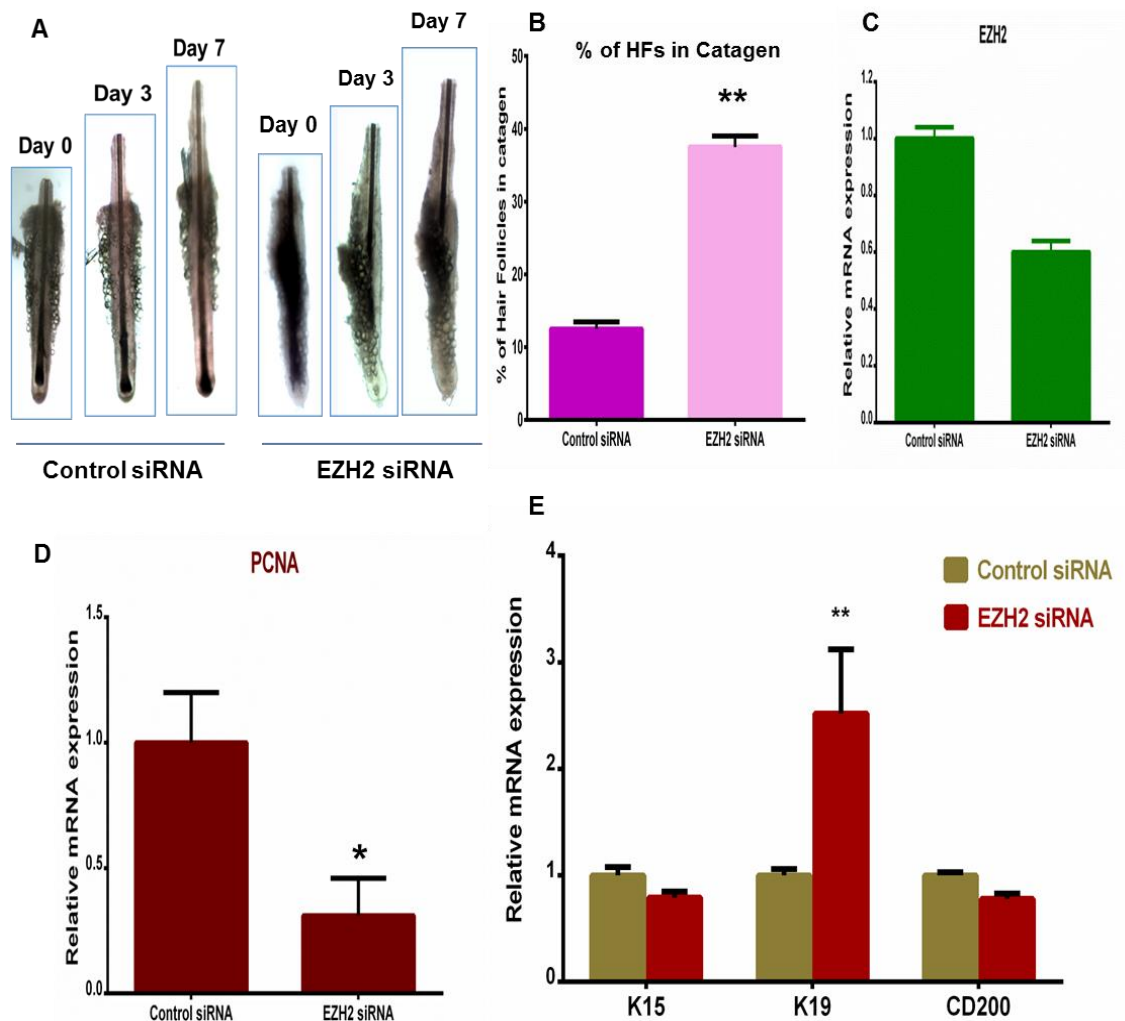 A
Day 0
Day 3
Day 7
Day 0
Day 3
Day 7
Control siRNA
EZH2 siRNA
B
% of HFs in Catagen
% of Hair Follicles in catagen
50
40
30
20
10
0
**
Control siRNA
EZH2 siRNA
C
EZH2
Relative mRNA expression
1.2
1.0
0.8
0.6
0.4
0.2
0.0
Control siRNA
EZH2 siRNA
D
PCNA
Relative mRNA expression
1.5
1.0
0.5
0.0
*
Control siRNA
EZH2 siRNA
E
Relative mRNA expression
4
3
2
1
0
**
Control siRNA
EZH2 siRNA
K15
K19
CD200